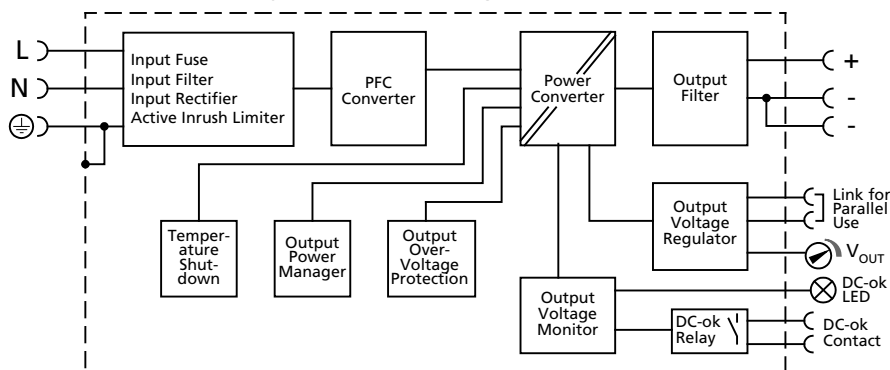 L
N
Input Fuse
Input Filter
Input Rectifier
Active Inrush Limiter
PFC
Converter
Power
Converter
Output
Filter
+
-
-
Temper-
ature
Shut-
down
Output
Power
Manager
Output
Over-
Voltage
Protection
Output
Voltage
Regulator
Link for
Parallel
Use
VOUT
Output
Voltage
Monitor
DC-ok
LED
DC-ok
Relay
DC-ok
Contact